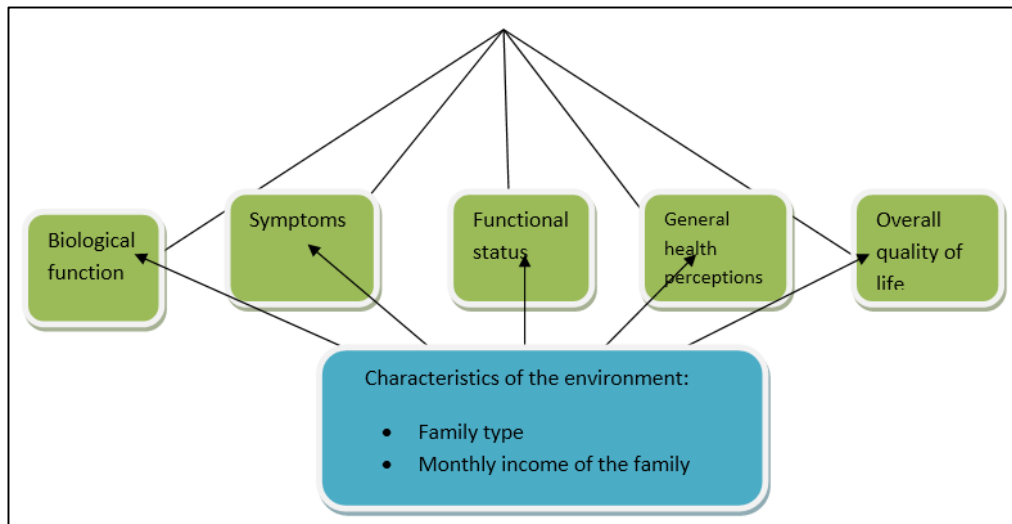 Biological
function
Symptoms
Functional
status
General
health
perceptions
Overall
quality of
life
Characteristics of the environment:
• Family type
• Monthly income of the family